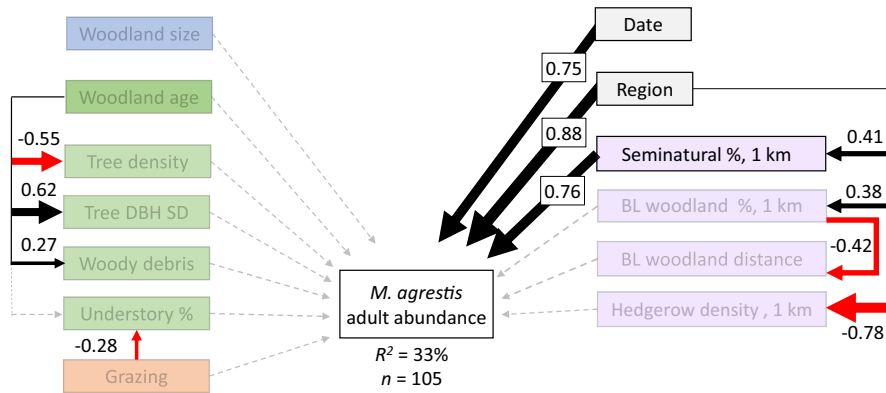 Woodland size
Woodland age
-0.55
Tree density
0.62
Tree DBH SD
0.27
Woody debris
Understory %
-0.28
Grazing
Date
0.75
Region
0.88
Seminatural %, 1 km
0.41
0.76
BL woodland %, 1 km
0.38
-0.42
BL woodland distance
Hedgerow density , 1 km
-0.78
M. agrestis
adult abundance
R² = 33%
n = 105